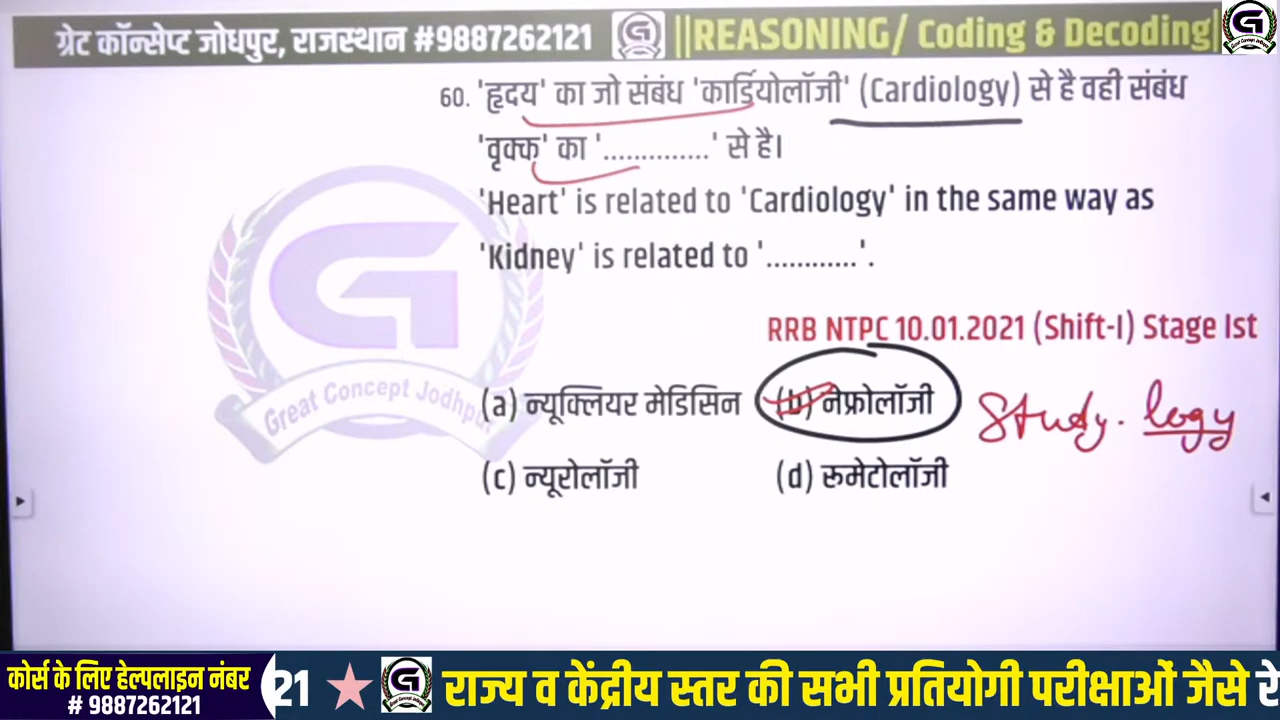 ग्रेट कॉन्सेप्ट जोधपुर, राजस्थान #9887262121 ||REASONING/ Coding & Decoding||
60. 'हृदय' का जो संबंध 'कार्डियोलॉजी' (Cardiology) से है वही संबंध
'वृक्क' का '..............' से है।
'Heart' is related to 'Cardiology' in the same way as
'Kidney' is related to '............'.
RRB NTPC 10.01.2021 (Shift-I) Stage Ist
(a) न्यूक्लियर मेडिसिन (b) नेफ्रोलॉजी
Study. logy
(c) न्यूरोलॉजी (d) रूमेटोलॉजी
Great Concept Jodhpur
कोर्स के लिए हेल्पलाइन नंबर
# 9887262121
21 राज्य व केंद्रीय स्तर की सभी प्रतियोगी परीक्षाओं जैसे रे